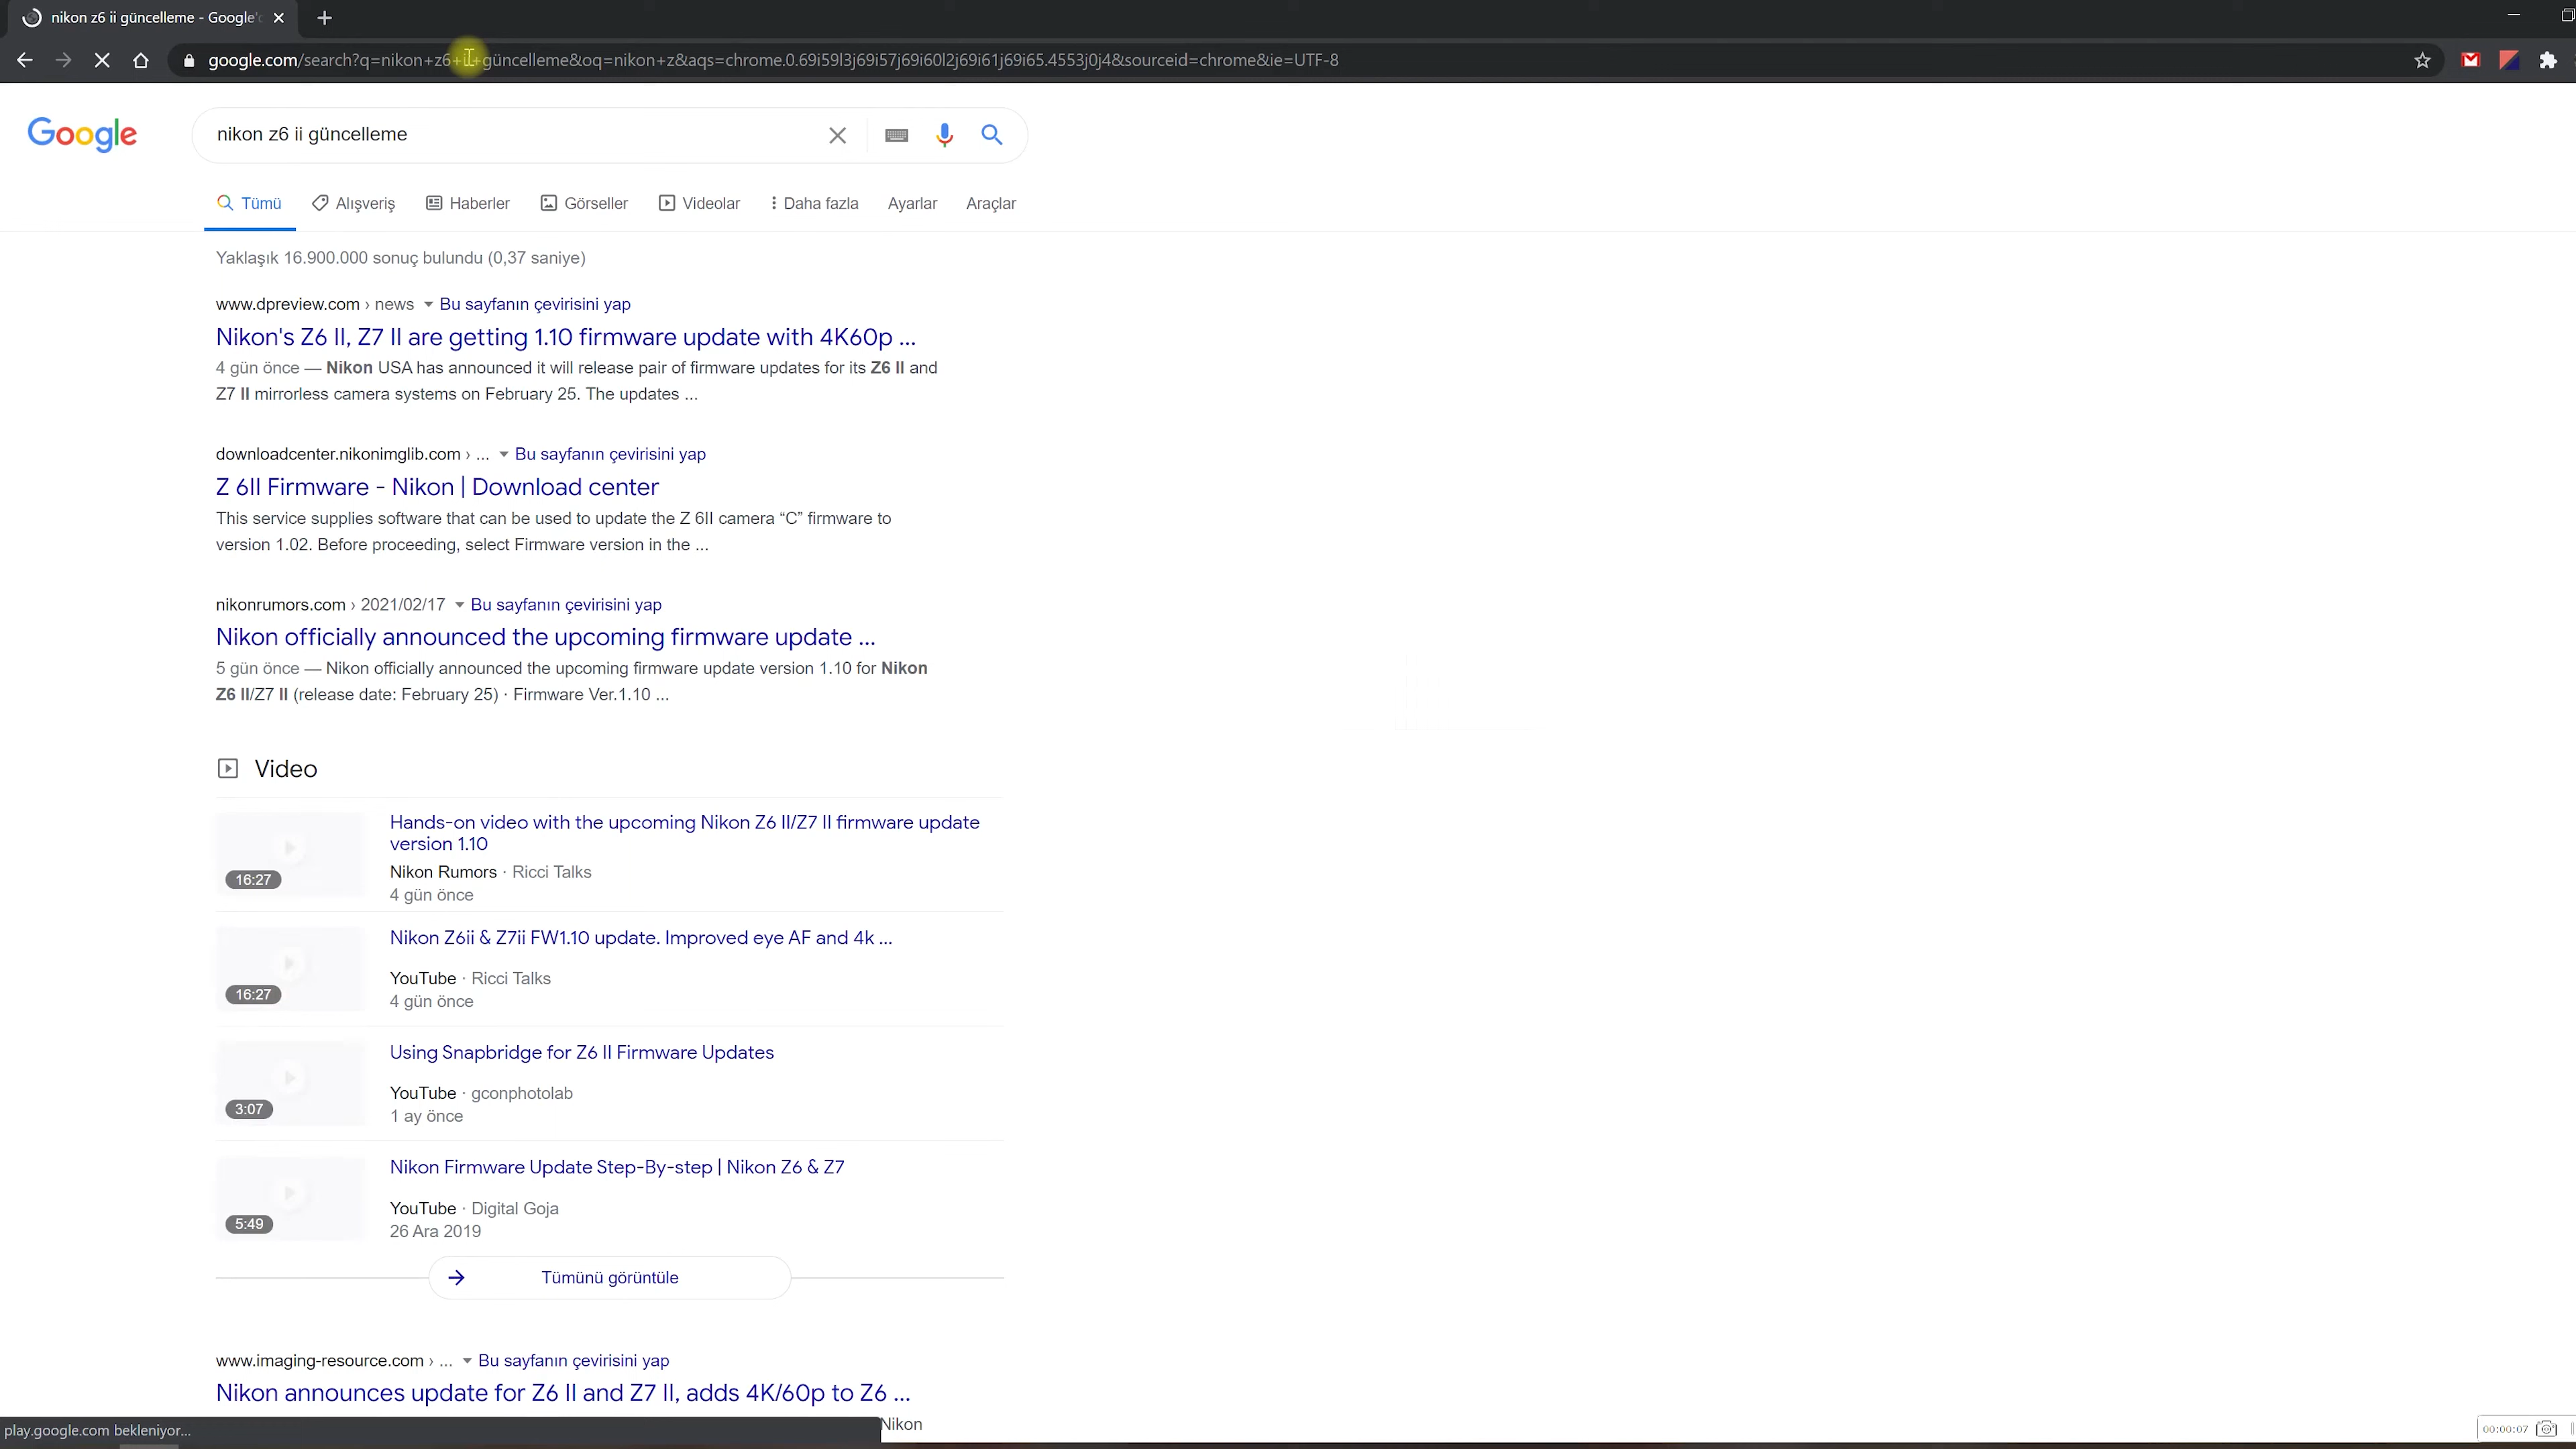 nikon z6 ii güncelleme - Google'
google.com/search?q=nikon+z6+ii+güncelleme&oq=nikon+z&aqs=chrome.0.69i59l3j69i57j69i60l2j69i61j69i65.4553j0j4&sourceid=chrome&ie=UTF-8
Google
nikon z6 ii güncelleme
Tümü
Alışveriş
Haberler
Görseller
Videolar
Daha fazla
Ayarlar
Araçlar
Yaklaşık 16.900.000 sonuç bulundu (0,37 saniye)
www.dpreview.com › news Bu sayfanın çevirisini yap
Nikon's Z6 II, Z7 II are getting 1.10 firmware update with 4K60p ...
4 gün önce — Nikon USA has announced it will release pair of firmware updates for its Z6 II and
Z7 II mirrorless camera systems on February 25. The updates ...
downloadcenter.nikonimglib.com › ... Bu sayfanın çevirisini yap
Z 6II Firmware - Nikon | Download center
This service supplies software that can be used to update the Z 6II camera “C” firmware to
version 1.02. Before proceeding, select Firmware version in the ...
nikonrumors.com › 2021/02/17 Bu sayfanın çevirisini yap
Nikon officially announced the upcoming firmware update ...
5 gün önce — Nikon officially announced the upcoming firmware update version 1.10 for Nikon
Z6 II/Z7 II (release date: February 25) · Firmware Ver.1.10 ...
Video
Hands-on video with the upcoming Nikon Z6 II/Z7 II firmware update
version 1.10
Nikon Rumors · Ricci Talks
16:27
4 gün önce
Nikon Z6ii & Z7ii FW1.10 update. Improved eye AF and 4k ...
YouTube · Ricci Talks
16:27
4 gün önce
Using Snapbridge for Z6 II Firmware Updates
YouTube · gconphotolab
3:07
1 ay önce
Nikon Firmware Update Step-By-step | Nikon Z6 & Z7
YouTube · Digital Goja
5:49
26 Ara 2019
Tümünü görüntüle
www.imaging-resource.com › ... Bu sayfanın çevirisini yap
Nikon announces update for Z6 II and Z7 II, adds 4K/60p to Z6 ...
Nikon
play.google.com bekleniyor...
00:00:07